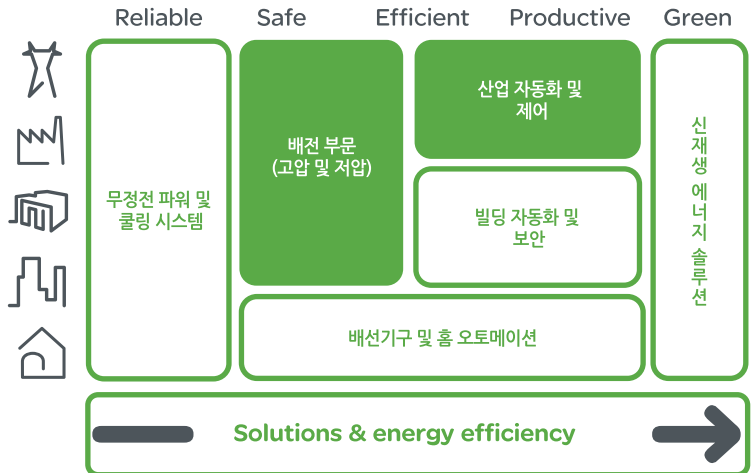 Reliable Safe Efficient Productive Green
무정전 파워 및
쿨링 시스템
배전 부문
(고압 및 저압)
산업 자동화 및
제어
빌딩 자동화 및
보안
배선기구 및 홈 오토메이션
신재생 에너지 솔루션
Solutions & energy efficiency